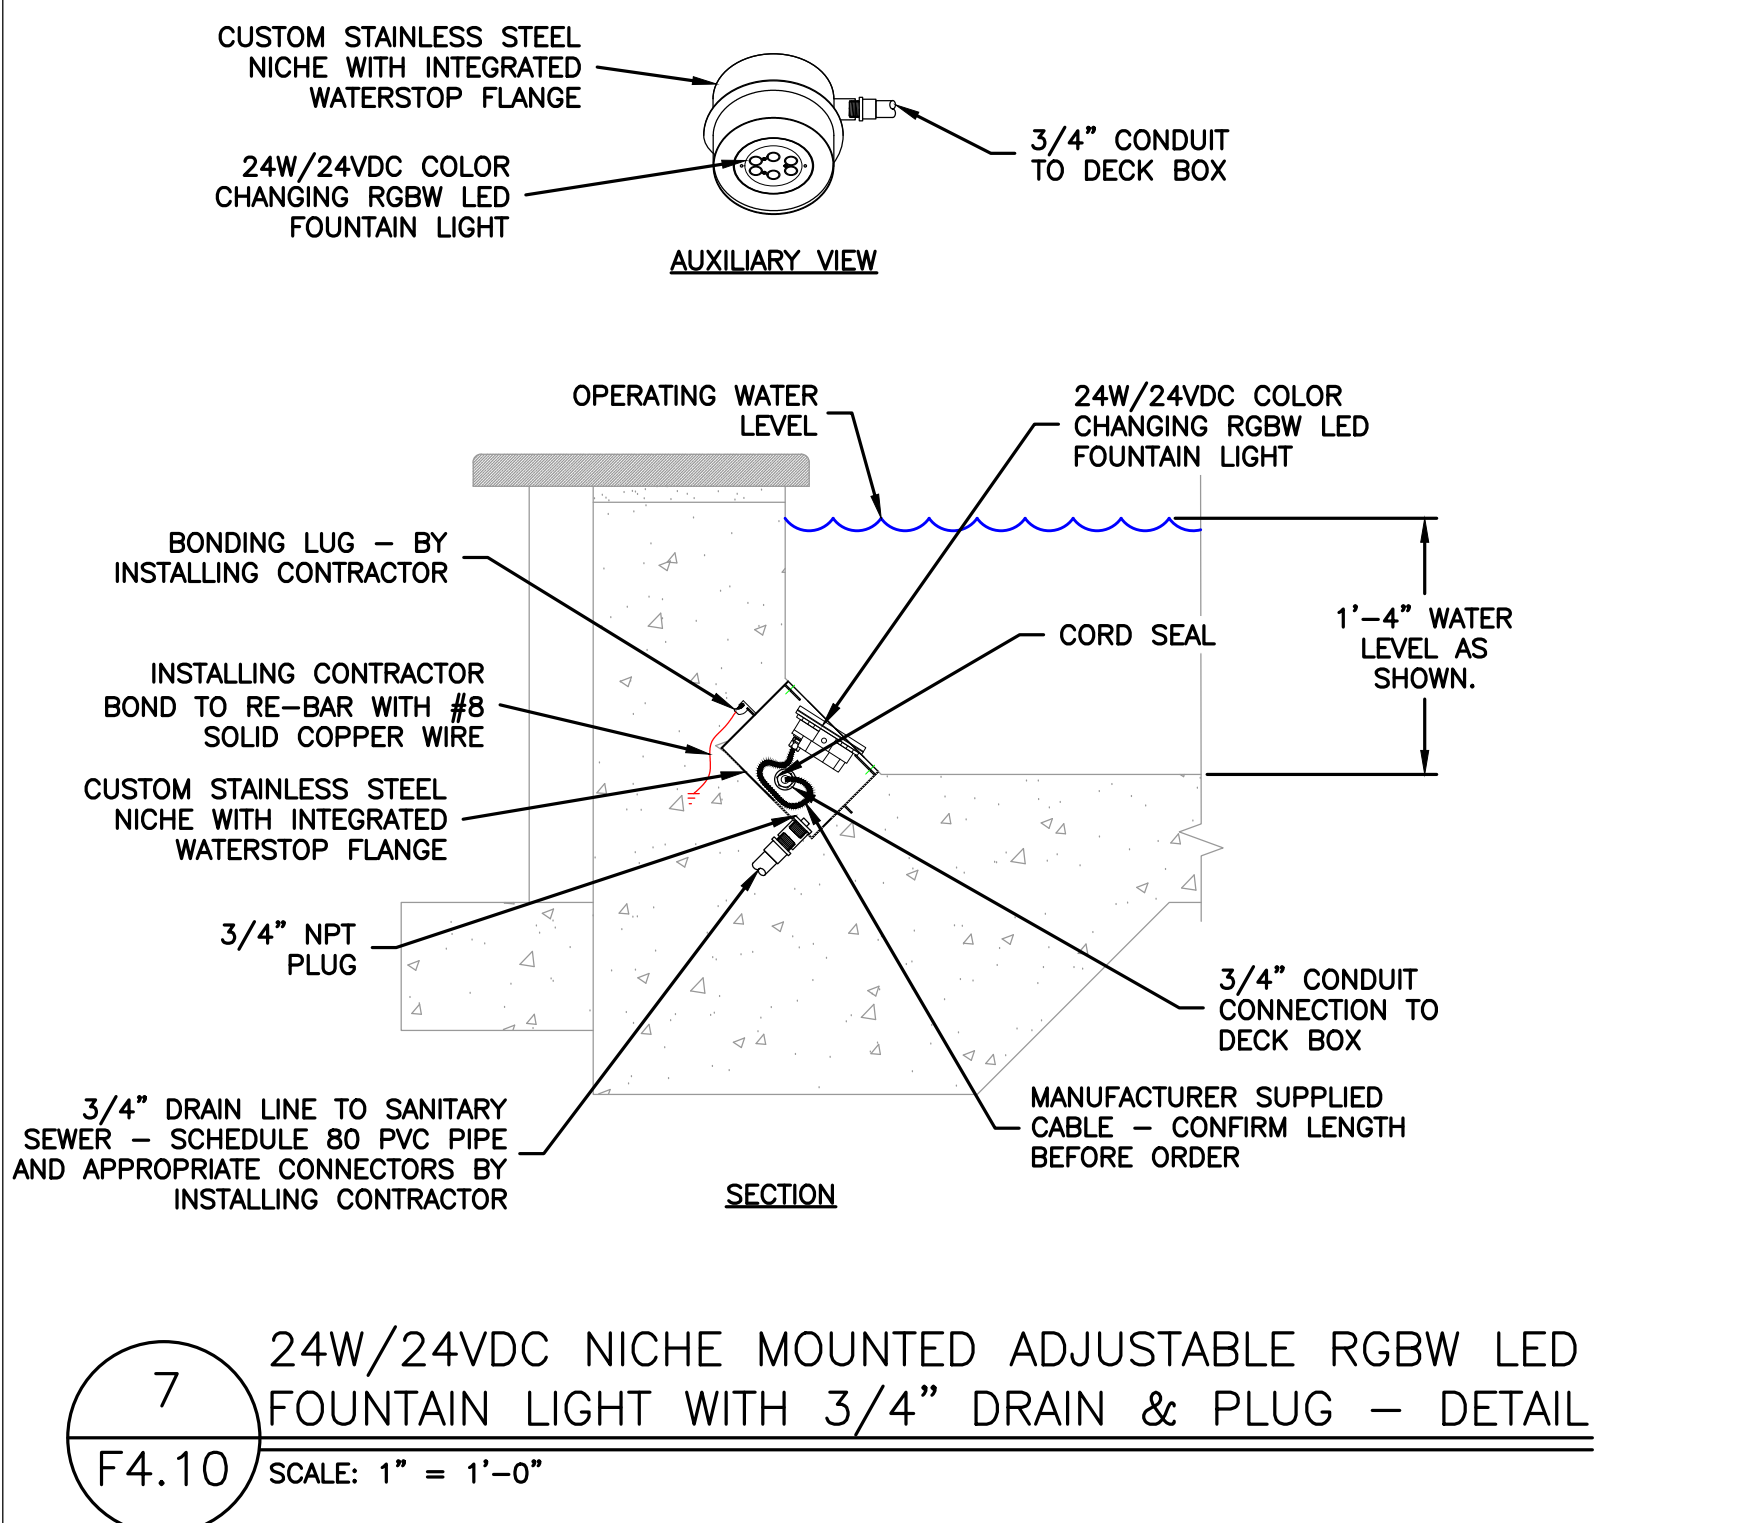 CUSTOM STAINLESS STEEL
NICHE WITH INTEGRATED
WATERSTOP FLANGE
3/4" CONDUIT
TO DECK BOX
24W/24VDC COLOR
CHANGING RGBW LED
FOUNTAIN LIGHT
AUXILIARY VIEW
OPERATING WATER
LEVEL
24W/24VDC COLOR
CHANGING RGBW LED
FOUNTAIN LIGHT
BONDING LUG – BY
INSTALLING CONTRACTOR
1'–4" WATER
LEVEL AS
SHOWN.
CORD SEAL
INSTALLING CONTRACTOR
BOND TO RE–BAR WITH #8
SOLID COPPER WIRE
CUSTOM STAINLESS STEEL
NICHE WITH INTEGRATED
WATERSTOP FLANGE
3/4" NPT
PLUG
3/4" CONDUIT
CONNECTION TO
DECK BOX
MANUFACTURER SUPPLIED
CABLE – CONFIRM LENGTH
BEFORE ORDER
3/4" DRAIN LINE TO SANITARY
SEWER – SCHEDULE 80 PVC PIPE
AND APPROPRIATE CONNECTORS BY
INSTALLING CONTRACTOR
SECTION
7
F4.10
24W/24VDC NICHE MOUNTED ADJUSTABLE RGBW LED
FOUNTAIN LIGHT WITH 3/4" DRAIN & PLUG – DETAIL
SCALE: 1" = 1'–0"